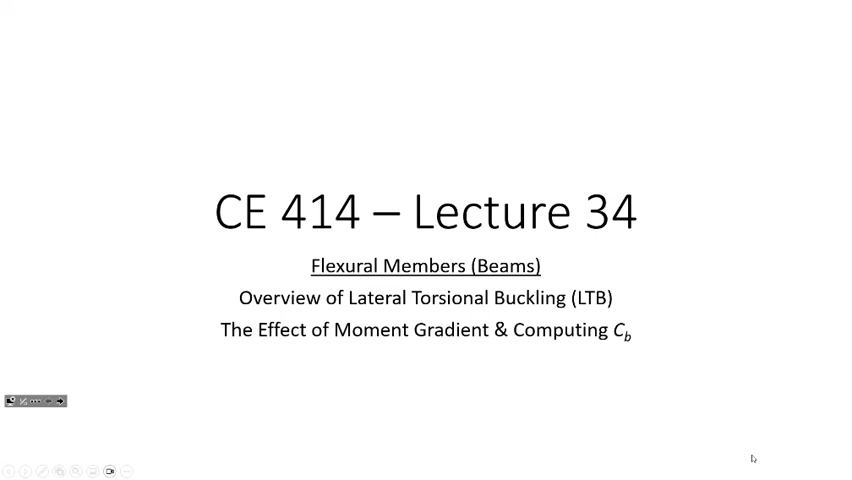 CE 414 – Lecture 34
Flexural Members (Beams)
Overview of Lateral Torsional Buckling (LTB)
The Effect of Moment Gradient & Computing C_b